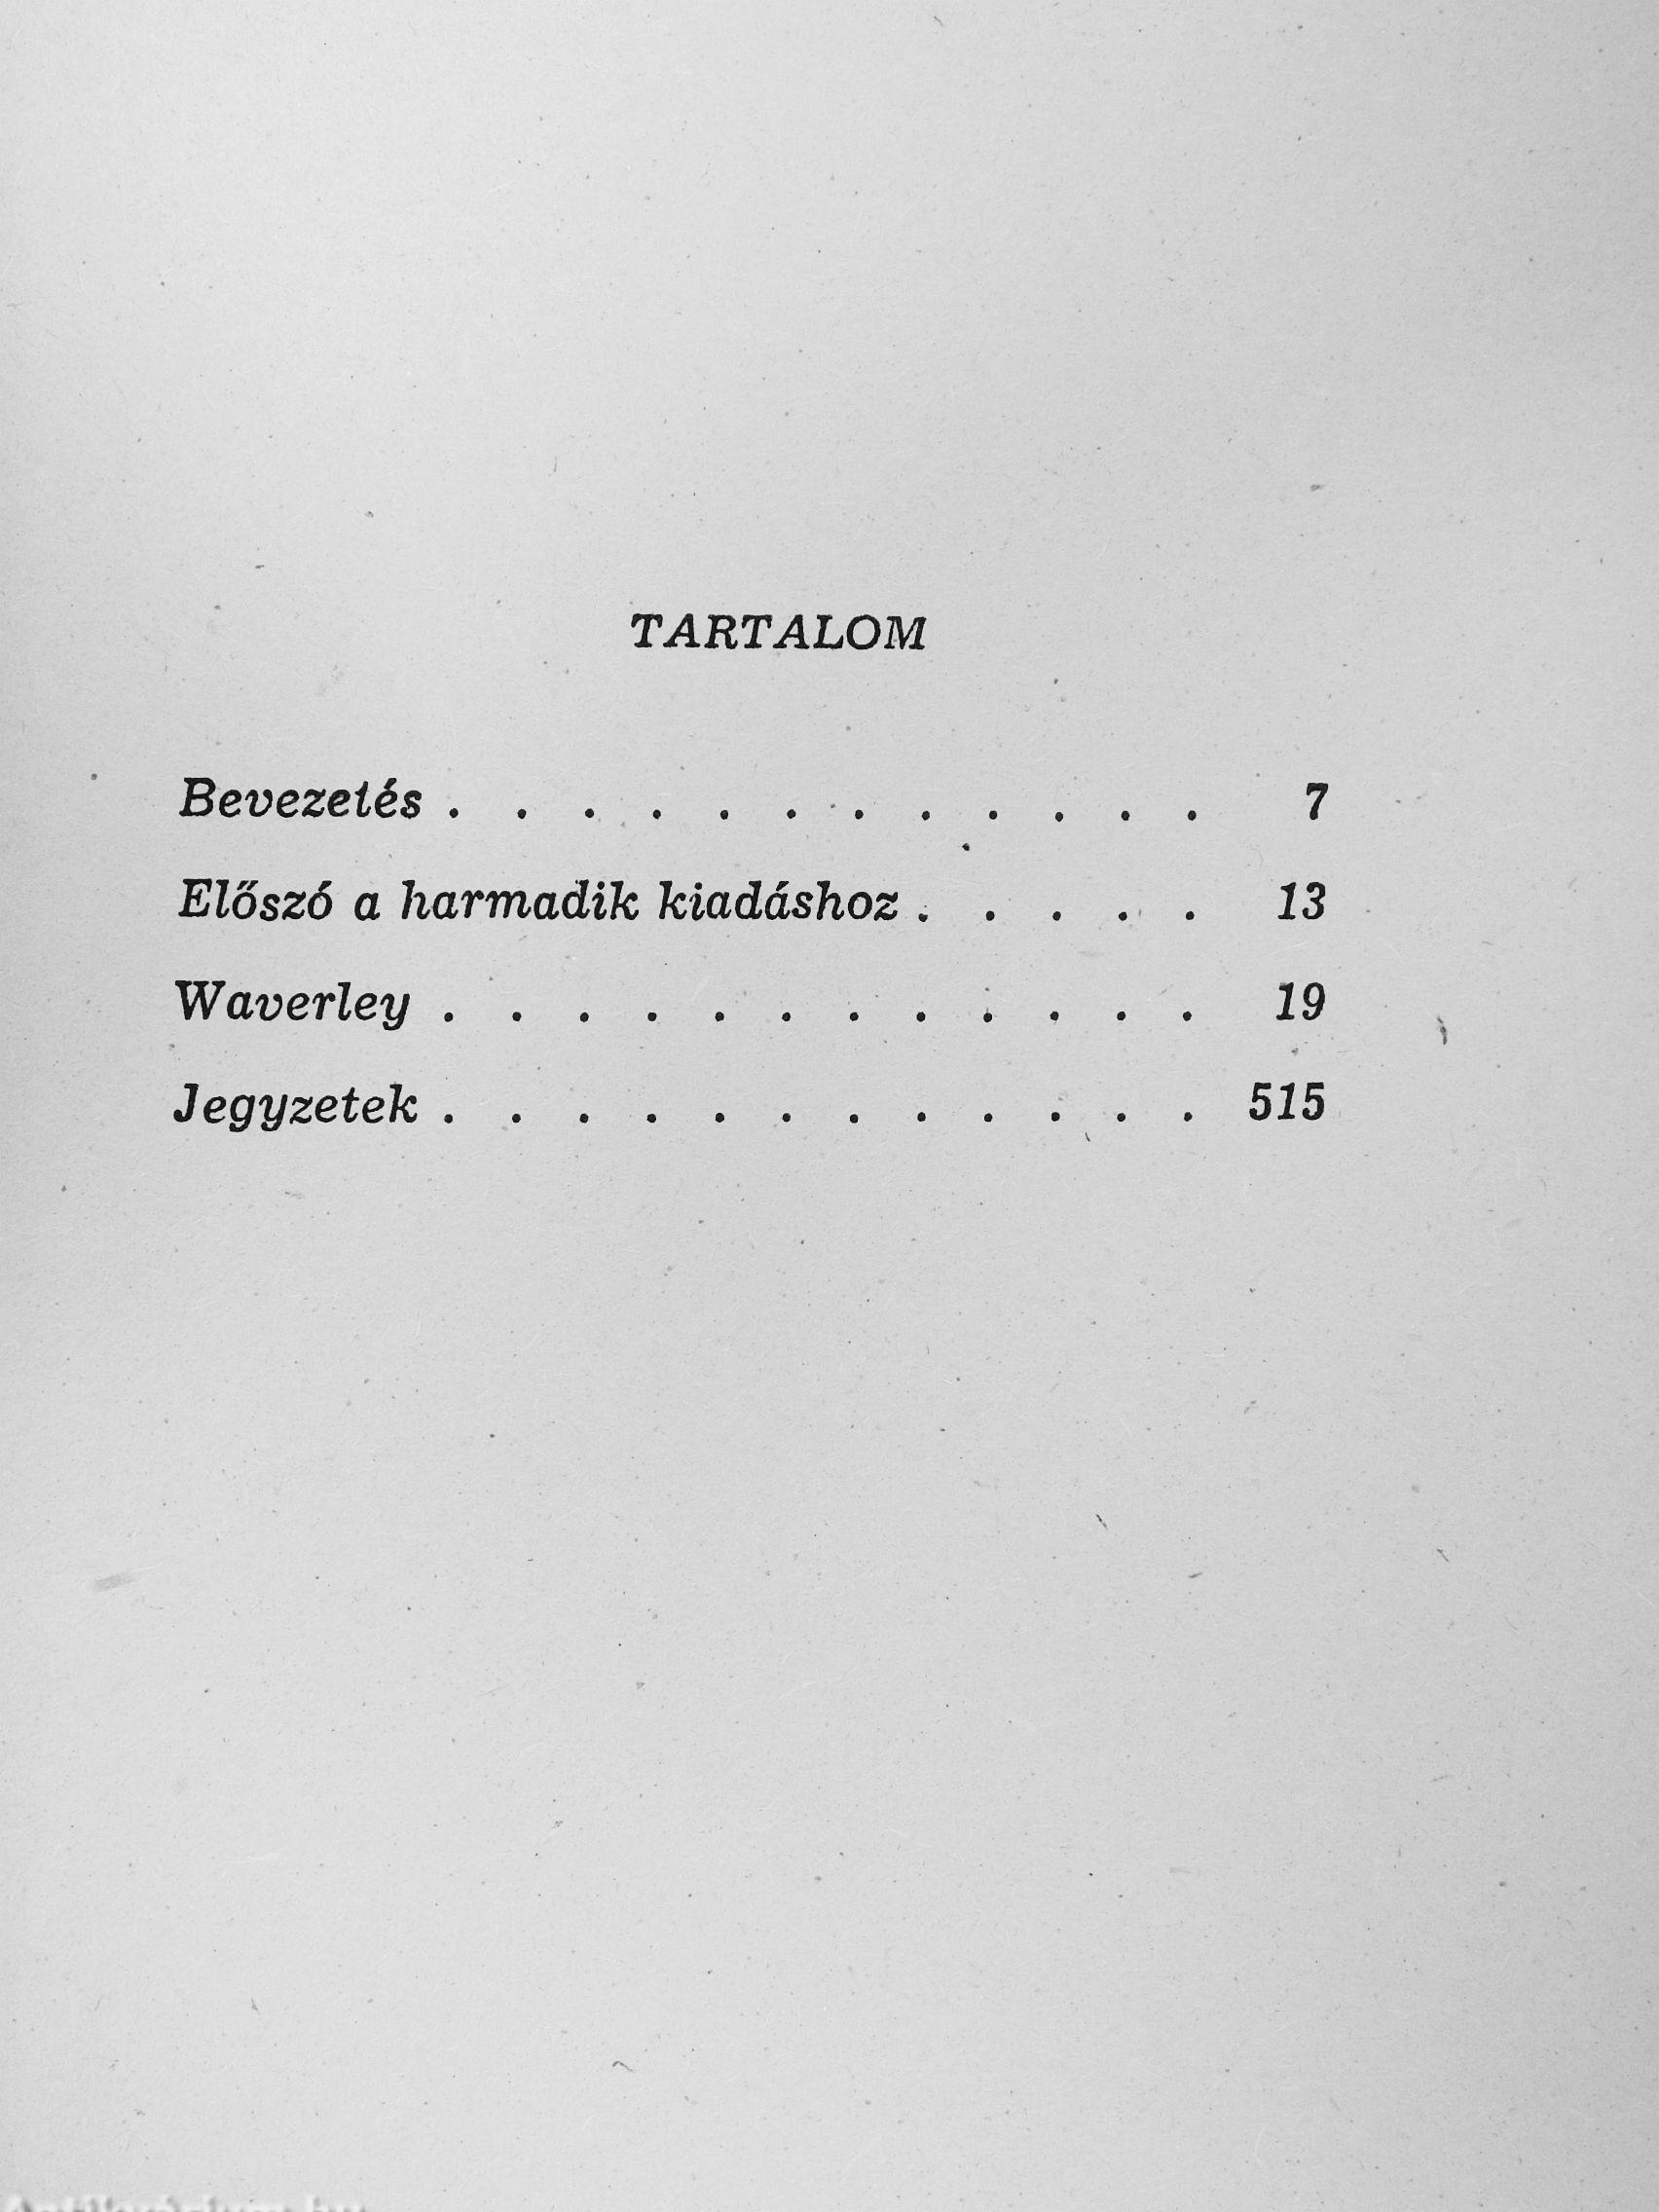 TARTALOM
Bevezetés . . . . . . . . . . . . 7
Előszó a harmadik kiadáshoz . . . . . 13
Waverley . . . . . . . . . . . . 19
Jegyzetek . . . . . . . . . . . . 515